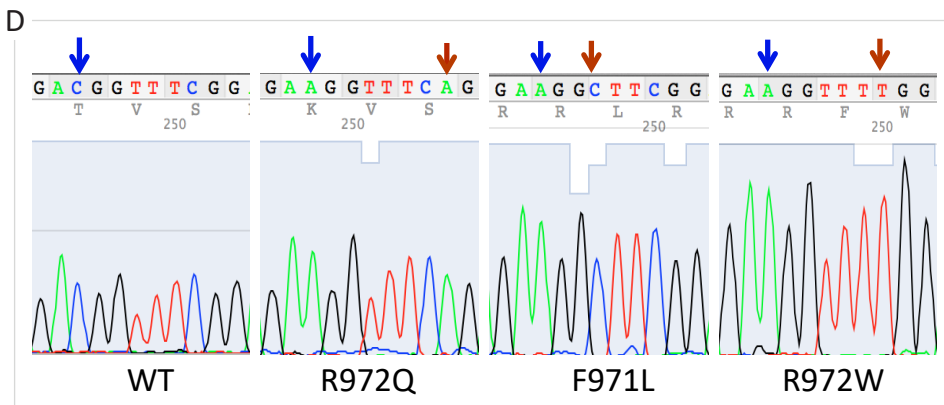 D
G A C G G T T T C G G
T V S
250
G A A G G T T T C A G
K V S
250
G A A G G C T T C G G
R R L R
250
G A A G G T T T T G G
R R F W
250
WT
R972Q
F971L
R972W